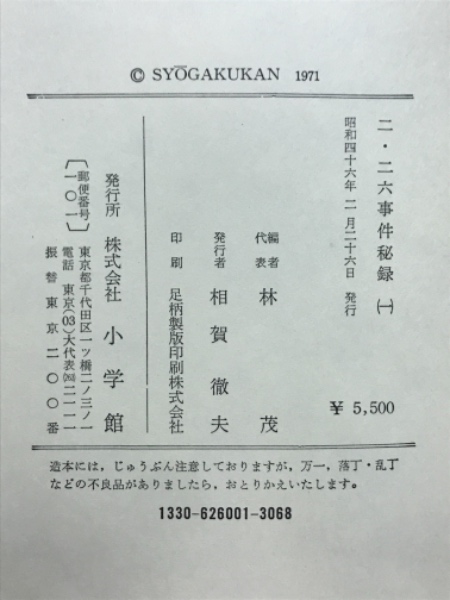 © SYŌGAKUKAN 1971
二・二六事件秘録 (一)
昭和四十六年二月二十六日 発行
¥ 5,500
編者代表 林 茂
発行者 相賀徹夫
印刷 足柄製版印刷株式会社
発行所 株式会社 小学館
〔郵便番号一〇一〕 東京都千代田区一ツ橋二ノ三ノ一
電話 東京(03)大代表(230)二一一一
振替東京二〇〇番
造本には,じゅうぶん注意しておりますが,万一,落丁・乱丁
などの不良品がありましたら,おとりかえいたします。
1330-626001-3068